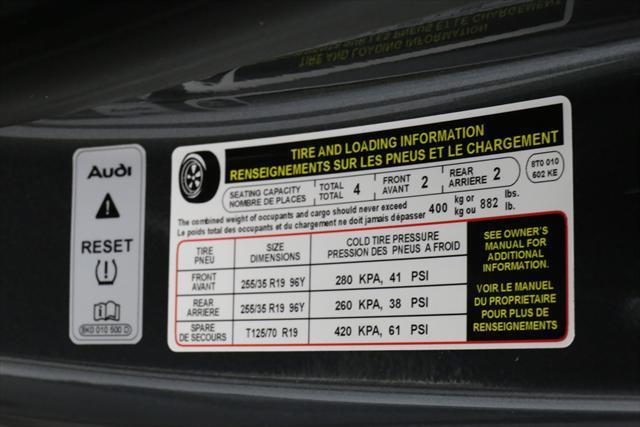 Audi
RESET
8K0 010 500 D
TIRE AND LOADING INFORMATION
RENSEIGNEMENTS SUR LES PNEUS ET LE CHARGEMENT
SEATING CAPACITY
NOMBRE DE PLACES
TOTAL
TOTAL
4
FRONT
AVANT
2
REAR
ARRIERE
2
8T0 010
602 KE
The combined weight of occupants and cargo should never exceed
Le poids total des occupants et du chargement ne doit jamais dépasser
400
kg or
kg ou
882
lbs.
lb.
TIRE
PNEU
SIZE
DIMENSIONS
COLD TIRE PRESSURE
PRESSION DES PNEUS A FROID
FRONT
AVANT
255/35 R19 96Y
280 KPA, 41 PSI
REAR
ARRIERE
255/35 R19 96Y
260 KPA, 38 PSI
SPARE
DE SECOURS
T125/70 R19
420 KPA, 61 PSI
SEE OWNER'S
MANUAL FOR
ADDITIONAL
INFORMATION.
VOIR LE MANUEL
DU PROPRIETAIRE
POUR PLUS DE
RENSEIGNEMENTS